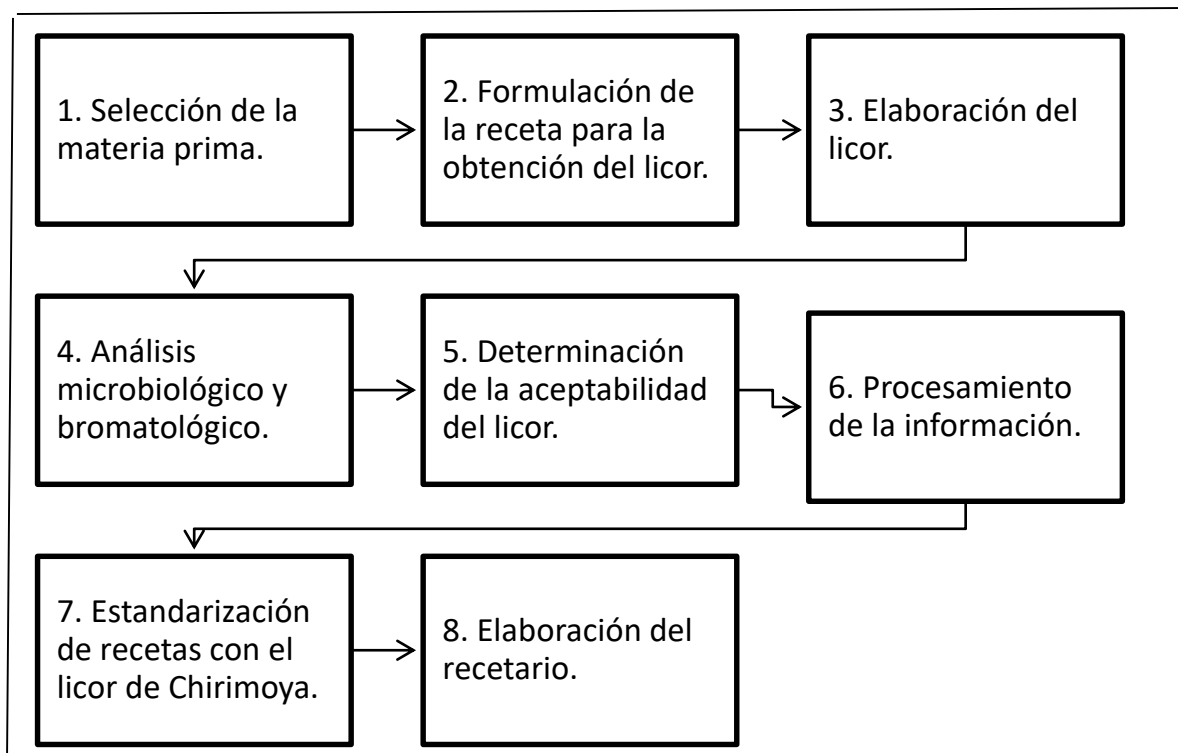 1. Selección de la
materia prima.
2. Formulación de
la receta para la
obtención del licor.
3. Elaboración del
licor.
4. Análisis
microbiológico y
bromatológico.
5. Determinación
de la aceptabilidad
del licor.
6. Procesamiento
de la información.
7. Estandarización
de recetas con el
licor de Chirimoya.
8. Elaboración del
recetario.